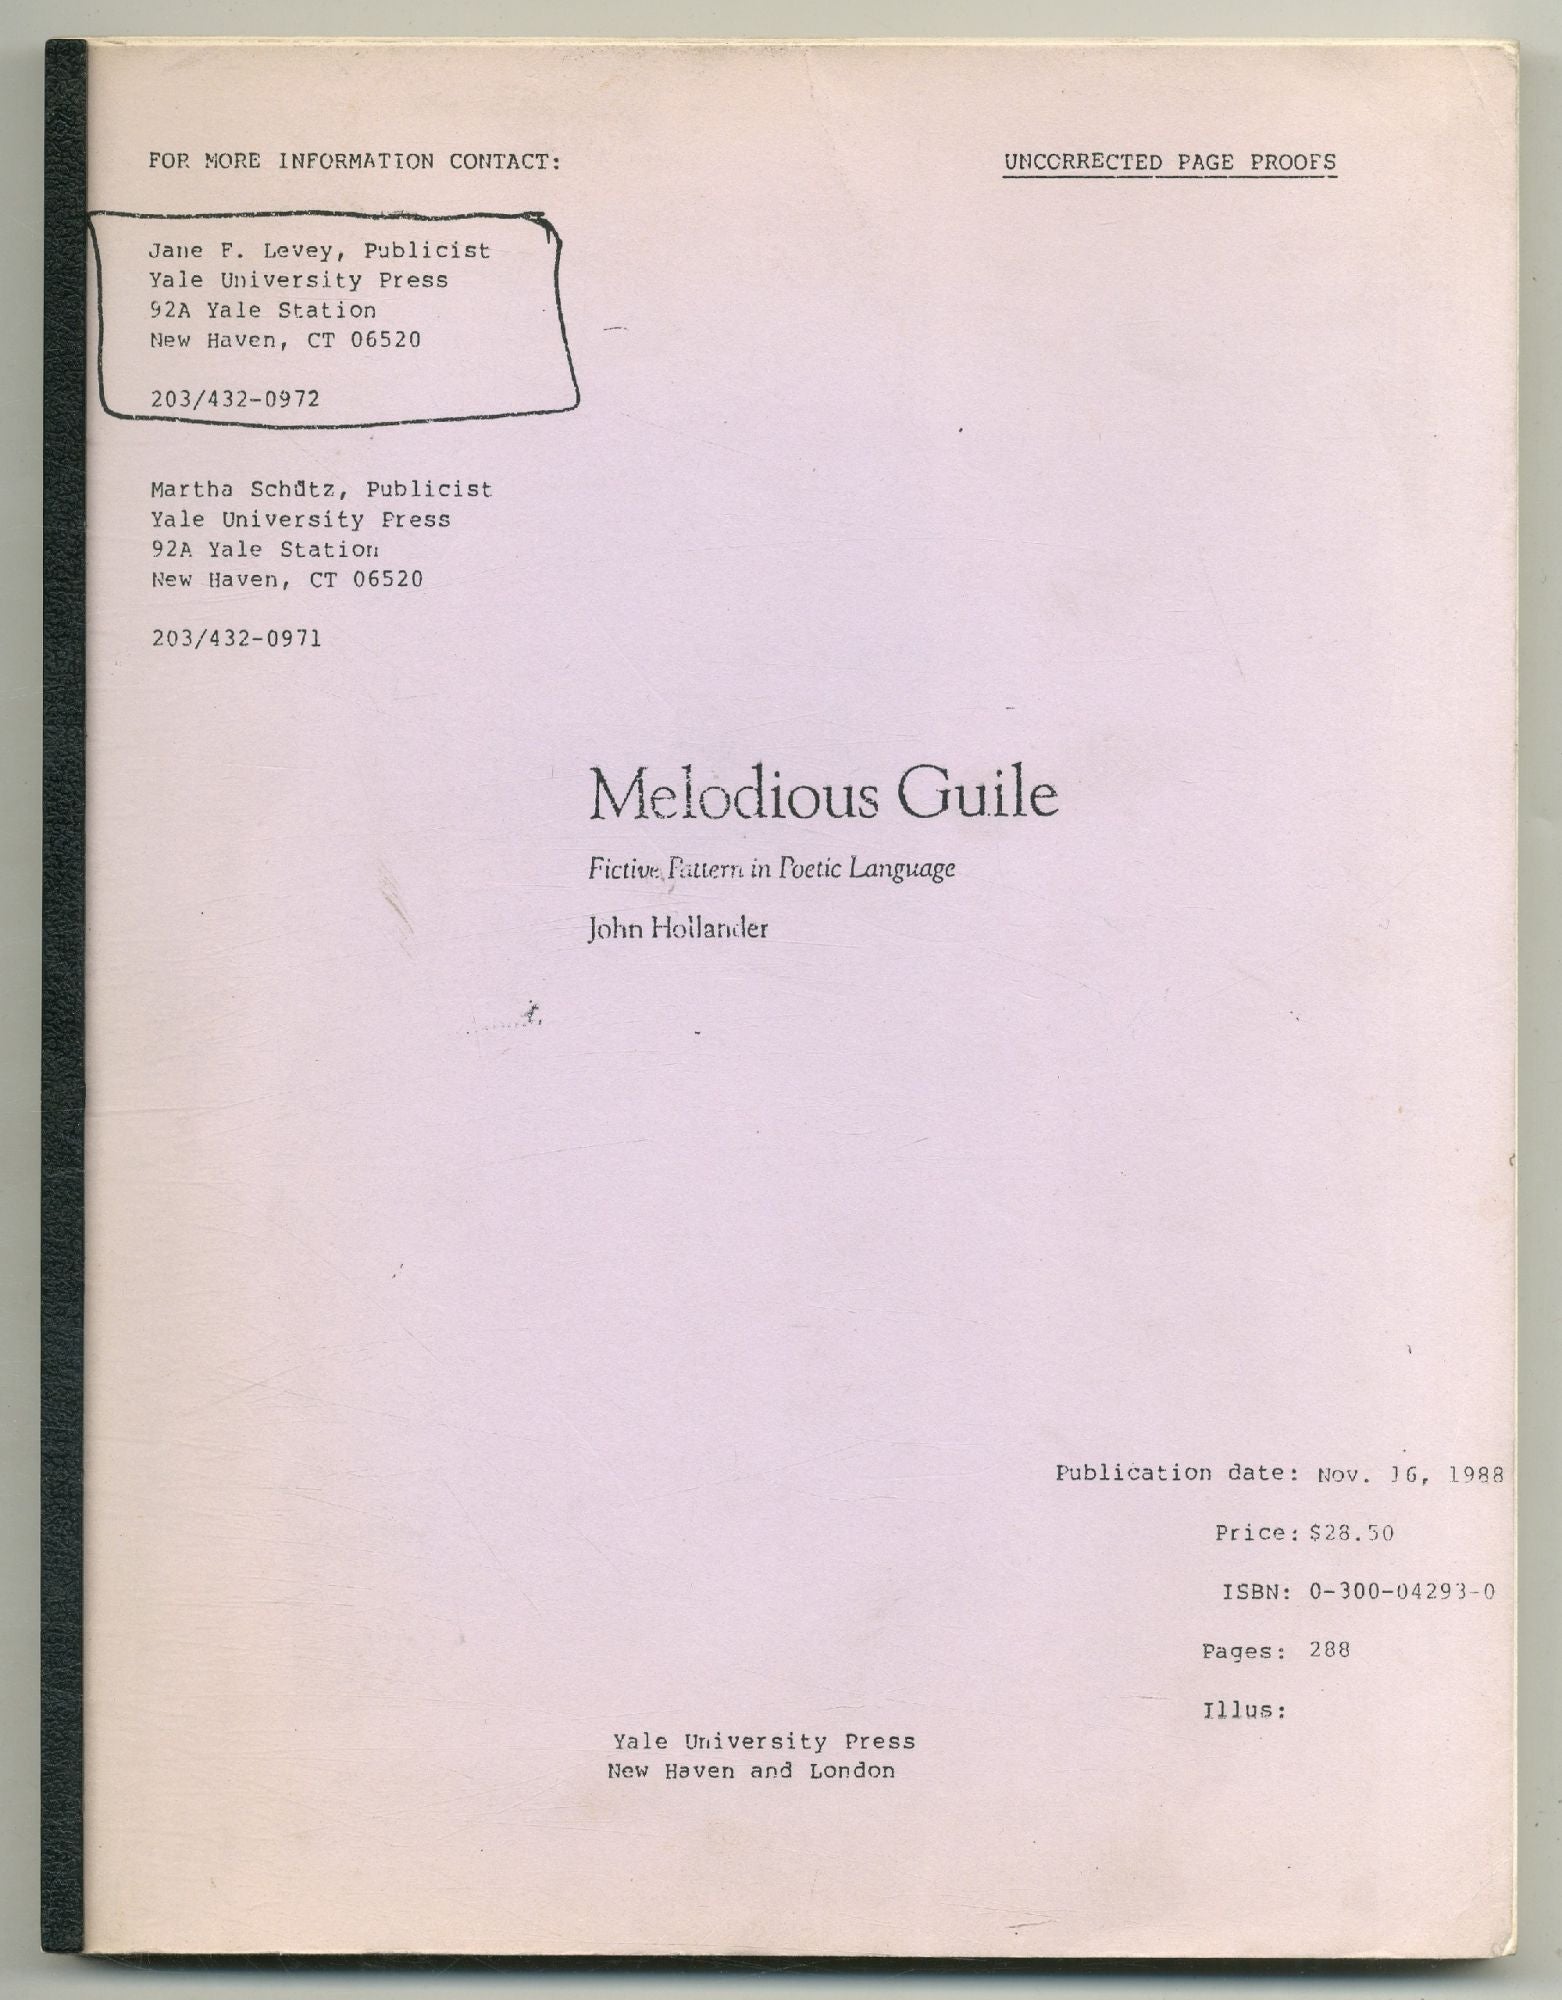 FOR MORE INFORMATION CONTACT:
UNCORRECTED PAGE PROOFS
Jane F. Levey, Publicist
Yale University Press
92A Yale Station
New Haven, CT 06520
203/432-0972
Martha Schütz, Publicist
Yale University Press
92A Yale Station
New Haven, CT 06520
203/432-0971
Melodious Guile
Fictive Pattern in Poetic Language
John Hollander
Publication date: Nov. 16, 1988
Price: $28.50
ISBN: 0-300-04293-0
Pages: 288
Illus:
Yale University Press
New Haven and London